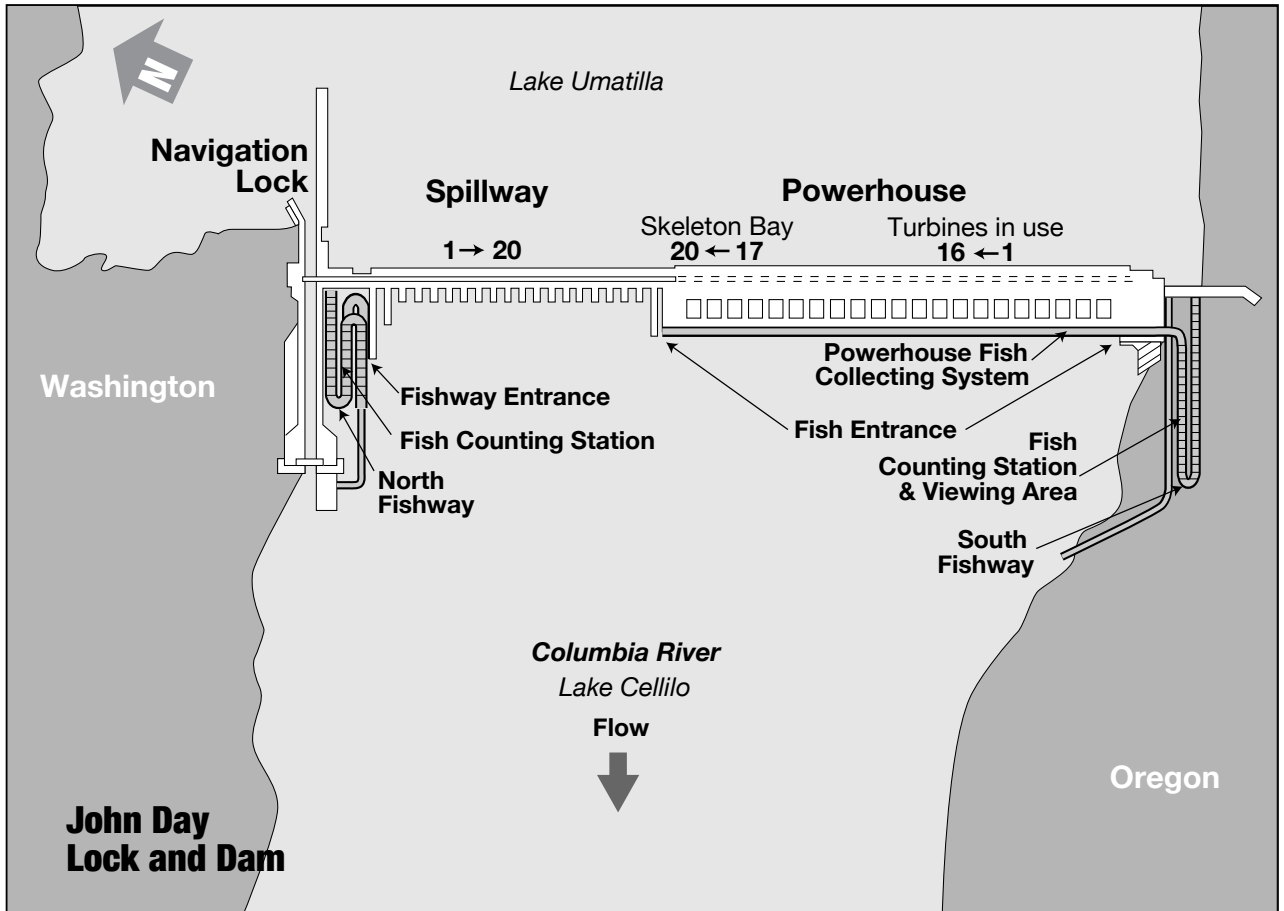 N
Lake Umatilla
Navigation
Lock
Spillway
1→ 20
Powerhouse
Skeleton Bay
20 ← 17
Turbines in use
16 ←1
Washington
Fishway Entrance
Fish Counting Station
North
Fishway
Powerhouse Fish
Collecting System
Fish Entrance
Fish
Counting Station
& Viewing Area
South
Fishway
Columbia River
Lake Cellilo
Flow
Oregon
John Day
Lock and Dam